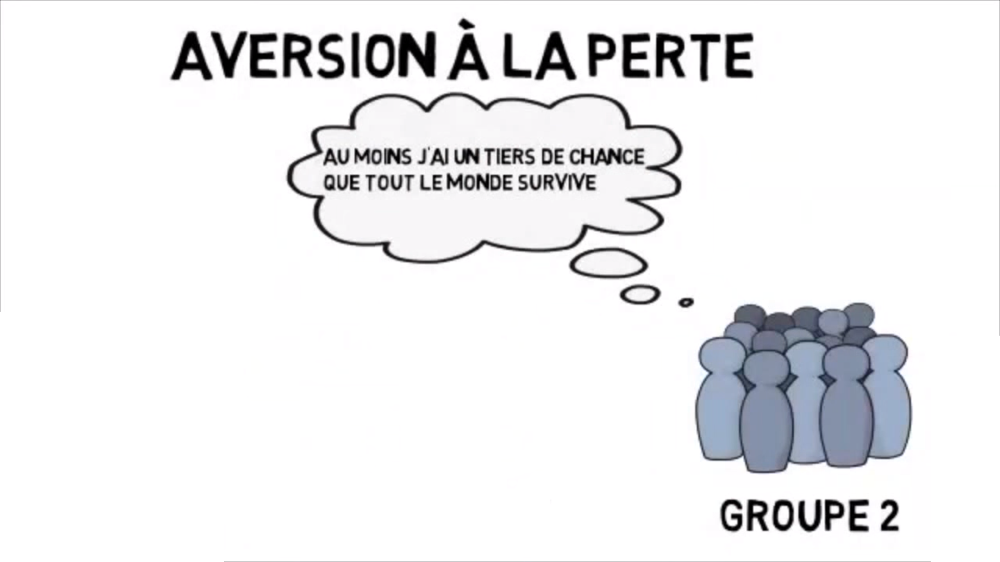 AVERSION À LA PERTE
AU MOINS J'AI UN TIERS DE CHANCE
QUE TOUT LE MONDE SURVIVE
GROUPE 2